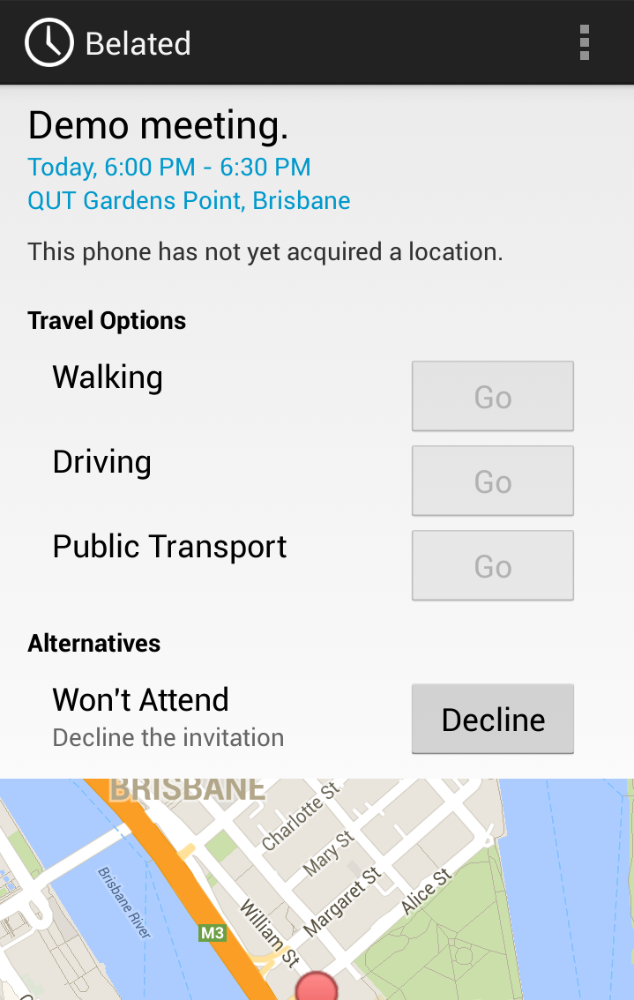 Belated
Demo meeting.
Today, 6:00 PM - 6:30 PM
QUT Gardens Point, Brisbane
This phone has not yet acquired a location.
Travel Options
Walking
Go
Driving
Go
Public Transport
Go
Alternatives
Won't Attend
Decline the invitation
Decline
BRISBANE
Charlotte St
Mary St
Margaret St
Alice St
Brisbane River
William St
M3